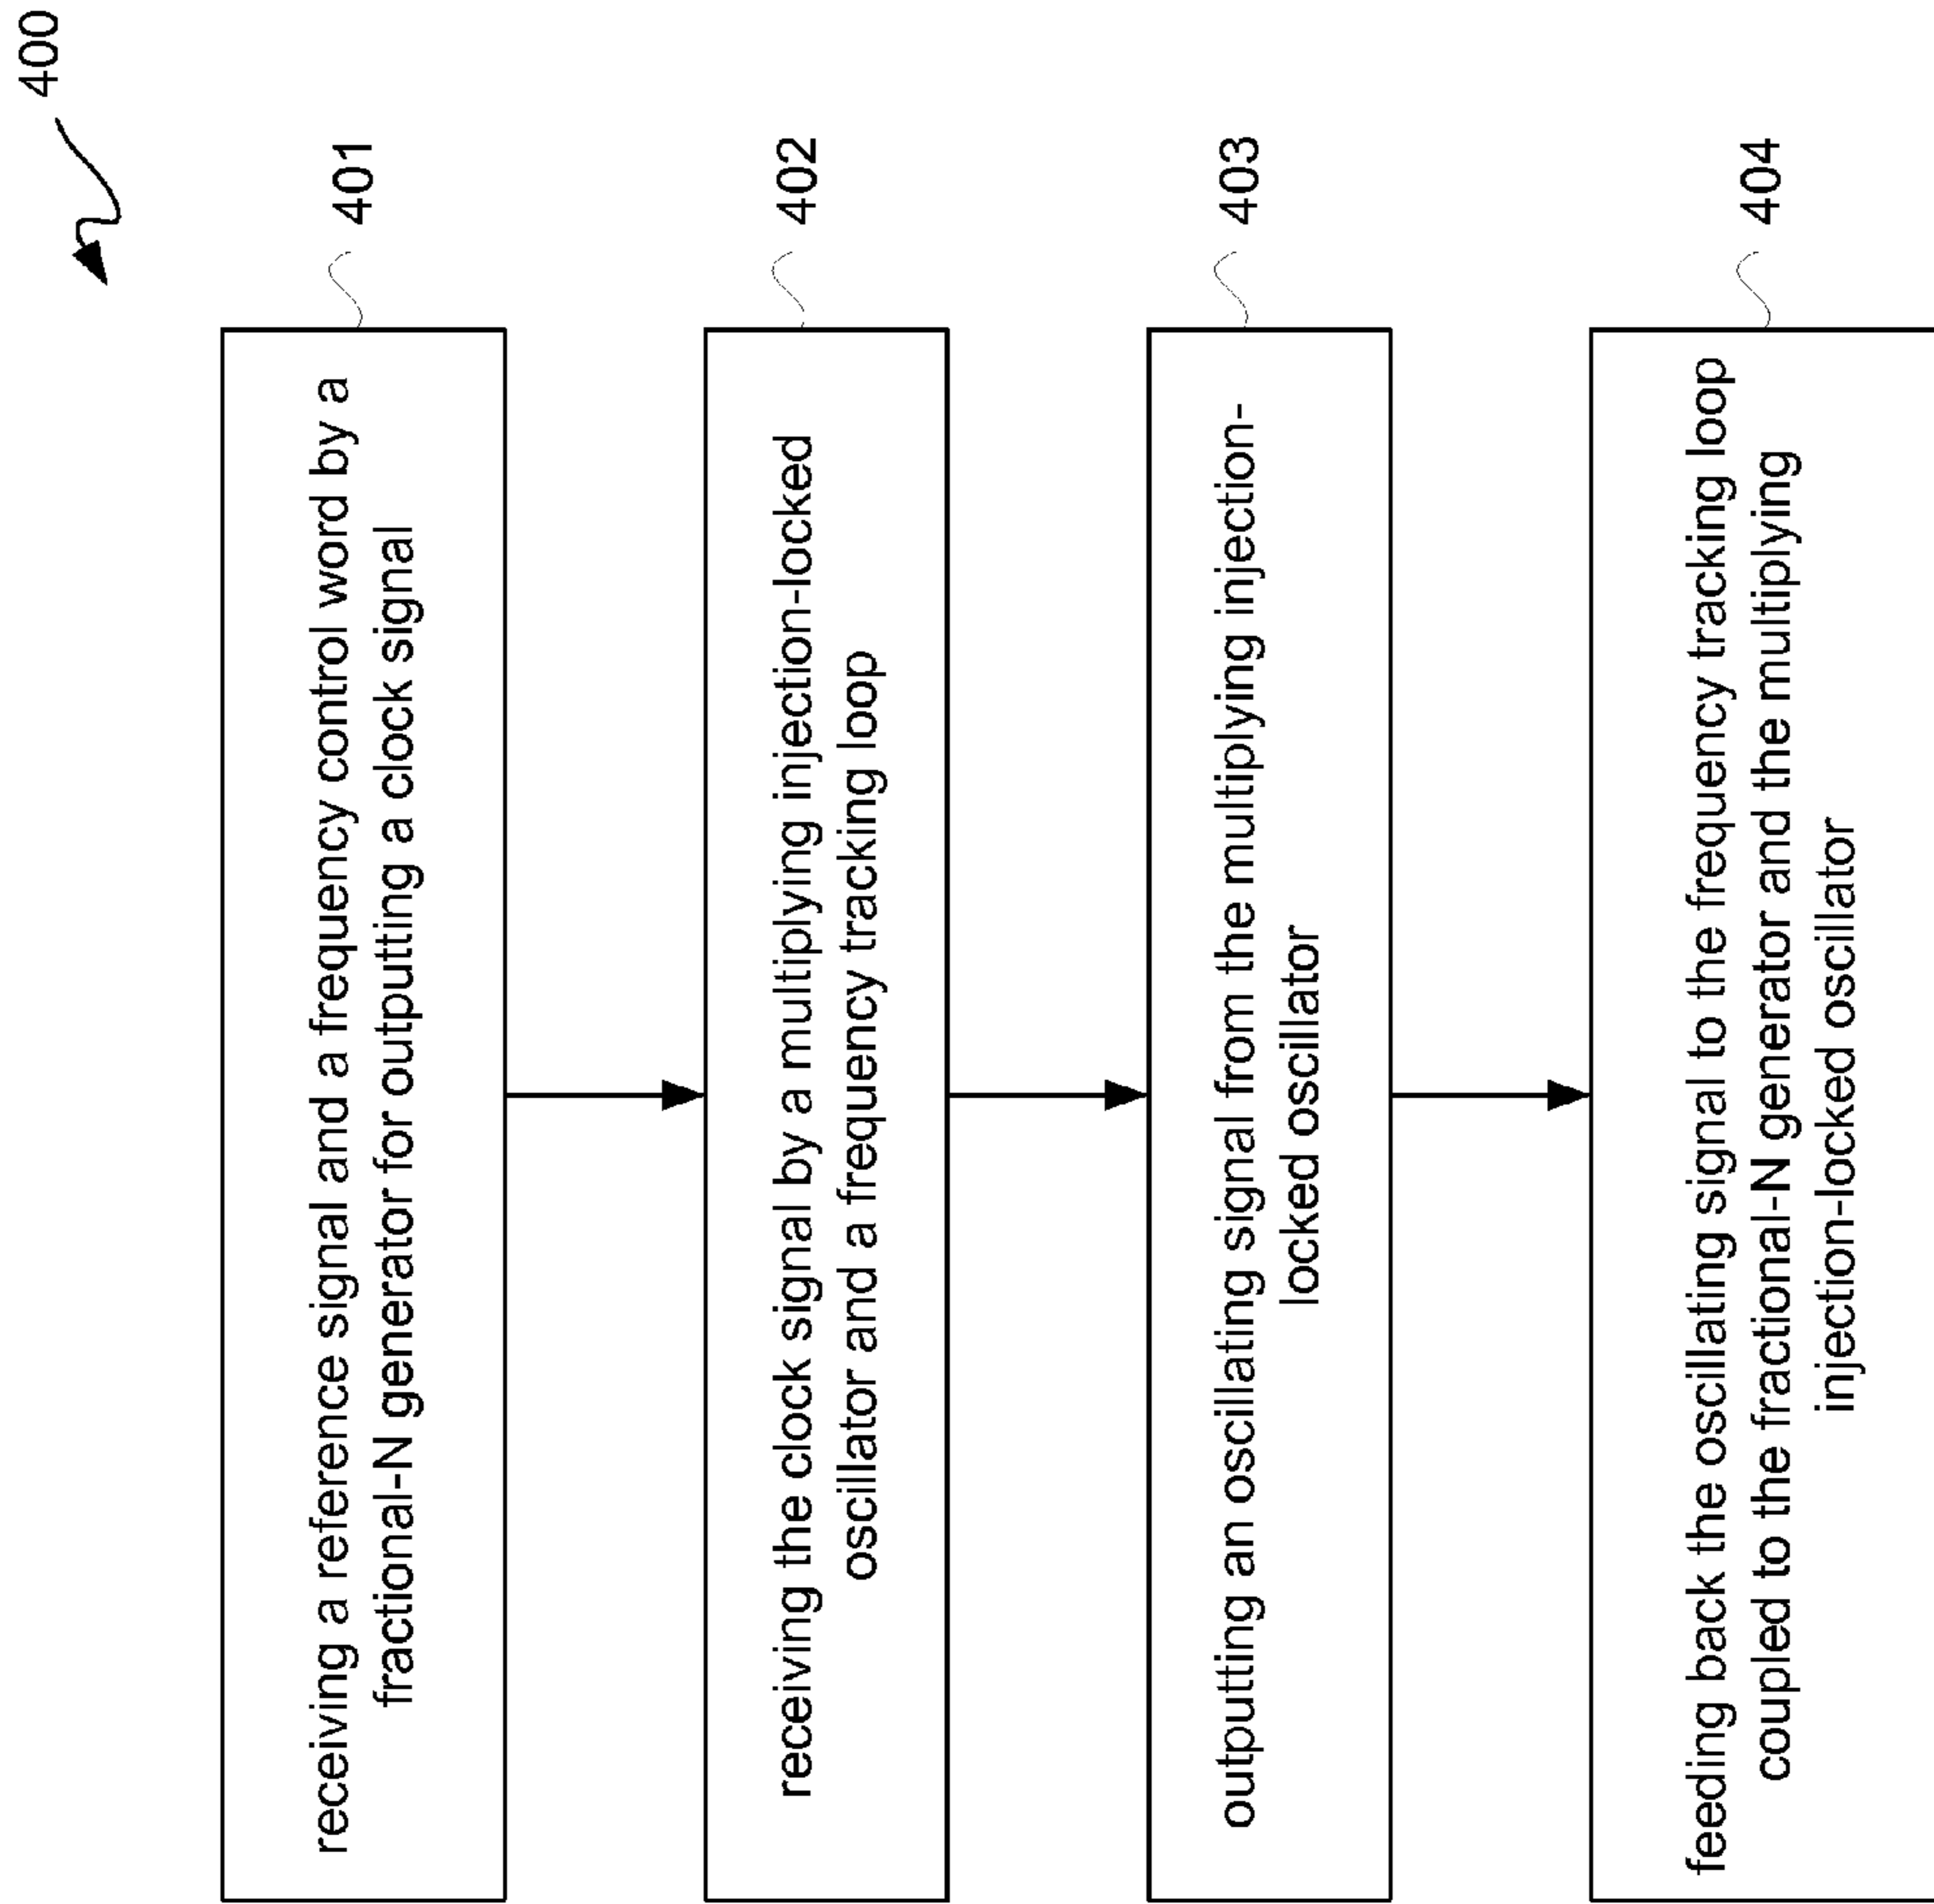 400
receiving a reference signal and a frequency control word by a
fractional-N generator for outputing a clock signal
401
receiving the clock signal by a multiplying injection-locked
oscillator and a frequency tracking loop
402
outputting an oscillating signal from the multiplying injection-
locked oscillator
403
feeding back the oscillating signal to the frequency tracking loop
coupled to the fractional-N generator and the multiplying
injection-locked oscillator
404